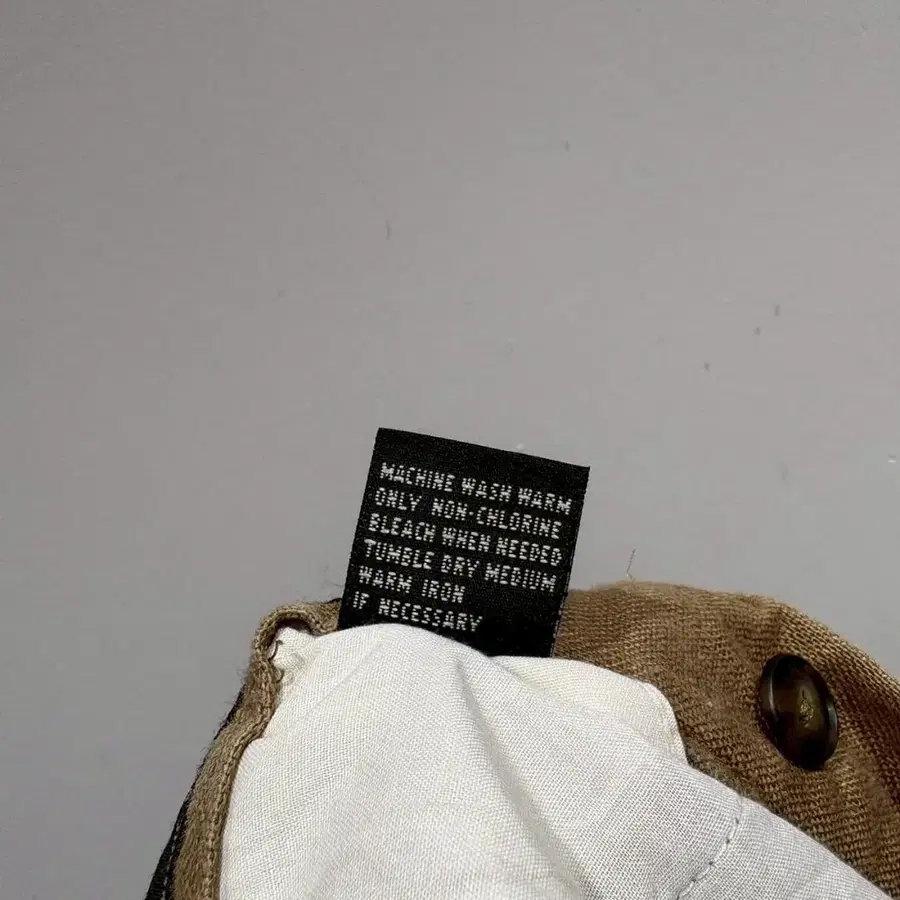 MACHINE WASH WARM
ONLY NON-CHLORINE
BLEACH WHEN NEEDED
TUMBLE DRY MEDIUM
WARM IRON
IF NECESSARY